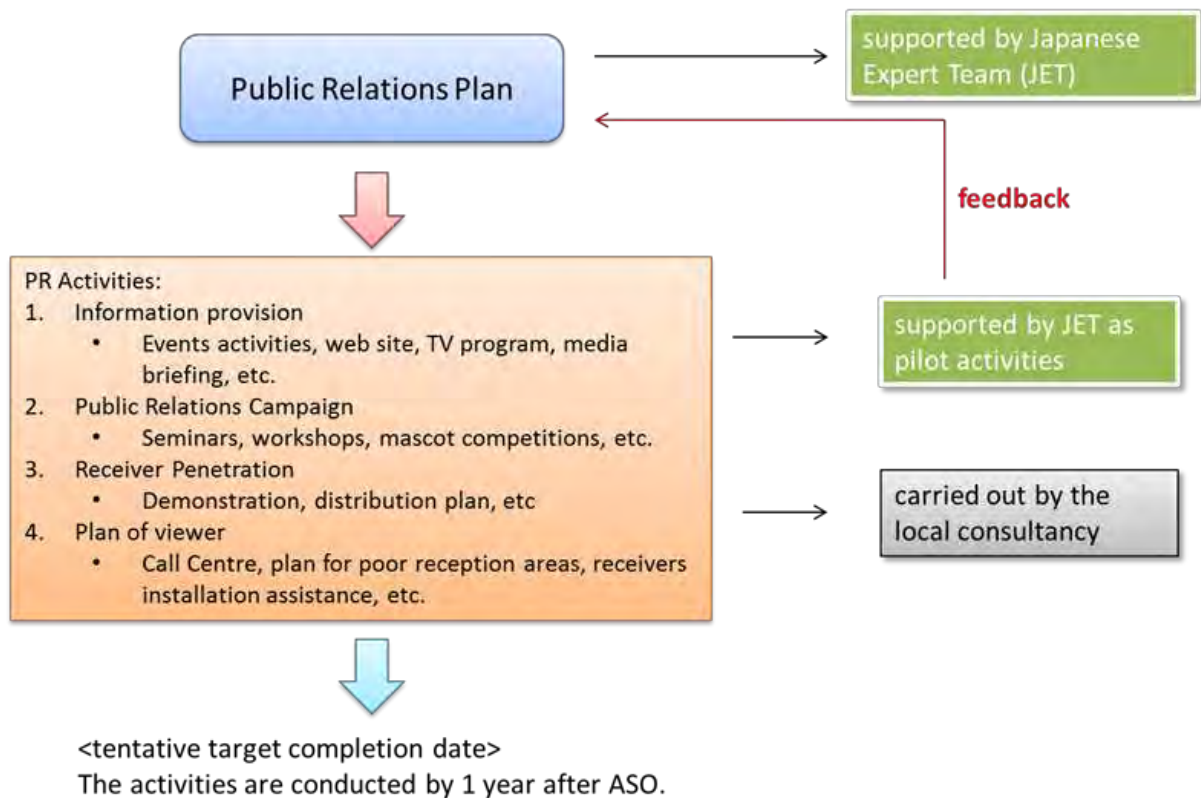 Public Relations Plan
supported by Japanese
Expert Team (JET)
feedback
PR Activities:
1. Information provision
• Events activities, web site, TV program, media
briefing, etc.
2. Public Relations Campaign
• Seminars, workshops, mascot competitions, etc.
3. Receiver Penetration
• Demonstration, distribution plan, etc
4. Plan of viewer
• Call Centre, plan for poor reception areas, receivers
installation assistance, etc.
supported by JET as
pilot activities
carried out by the
local consultancy
<tentative target completion date>
The activities are conducted by 1 year after ASO.